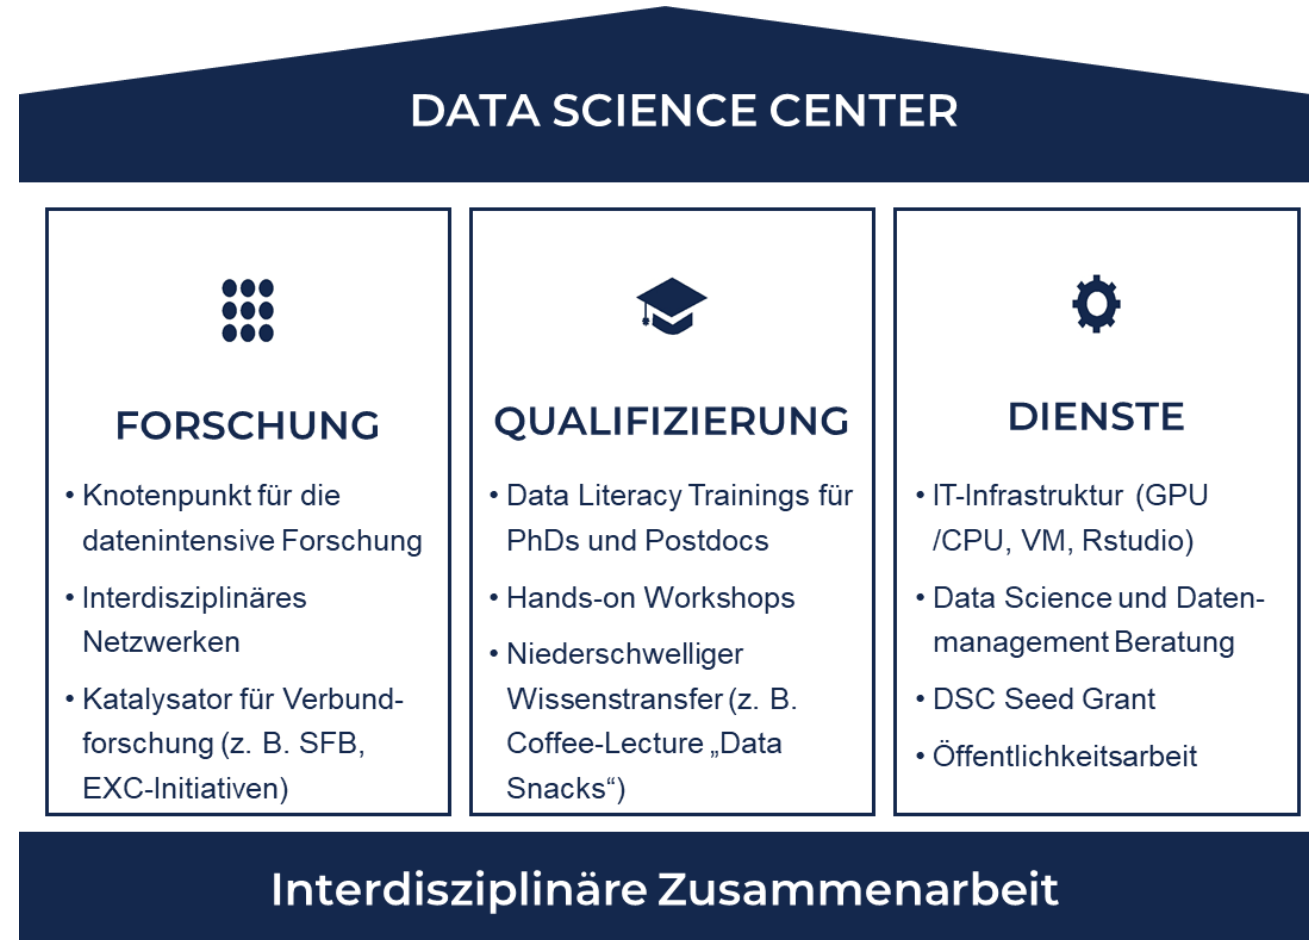 DATA SCIENCE CENTER
FORSCHUNG
• Knotenpunkt für die
datenintensive Forschung
• Interdisziplinäres
Netzwerken
• Katalysator für Verbund-
forschung (z. B. SFB,
EXC-Initiativen)
QUALIFIZIERUNG
• Data Literacy Trainings für
PhDs und Postdocs
• Hands-on Workshops
• Niederschwelliger
Wissenstransfer (z. B.
Coffee-Lecture „Data
Snacks“)
DIENSTE
• IT-Infrastruktur (GPU
/CPU, VM, Rstudio)
• Data Science und Daten-
management Beratung
• DSC Seed Grant
• Öffentlichkeitsarbeit
Interdisziplinäre Zusammenarbeit